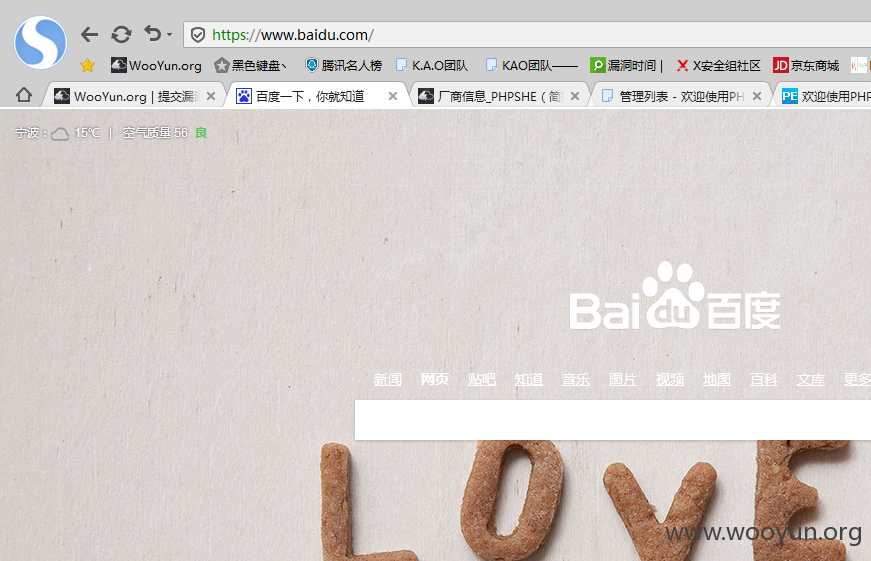 https://www.baidu.com/
WooYun.org 黑色键盘丶 腾讯名人榜 K.A.O团队 KAO团队—— 漏洞时间 | X安全组社区 JD 京东商城
WooYun.org | 提交漏 百度一下，你就知道 厂商信息_PHPSHE（简 管理列表 - 欢迎使用PH PE 欢迎使用PHP
宁波： 15℃ | 空气质量 56 良
Bai du 百度
新闻 网页 贴吧 知道 音乐 图片 视频 地图 百科 文库 更多
LOVE
www.wooyun.org